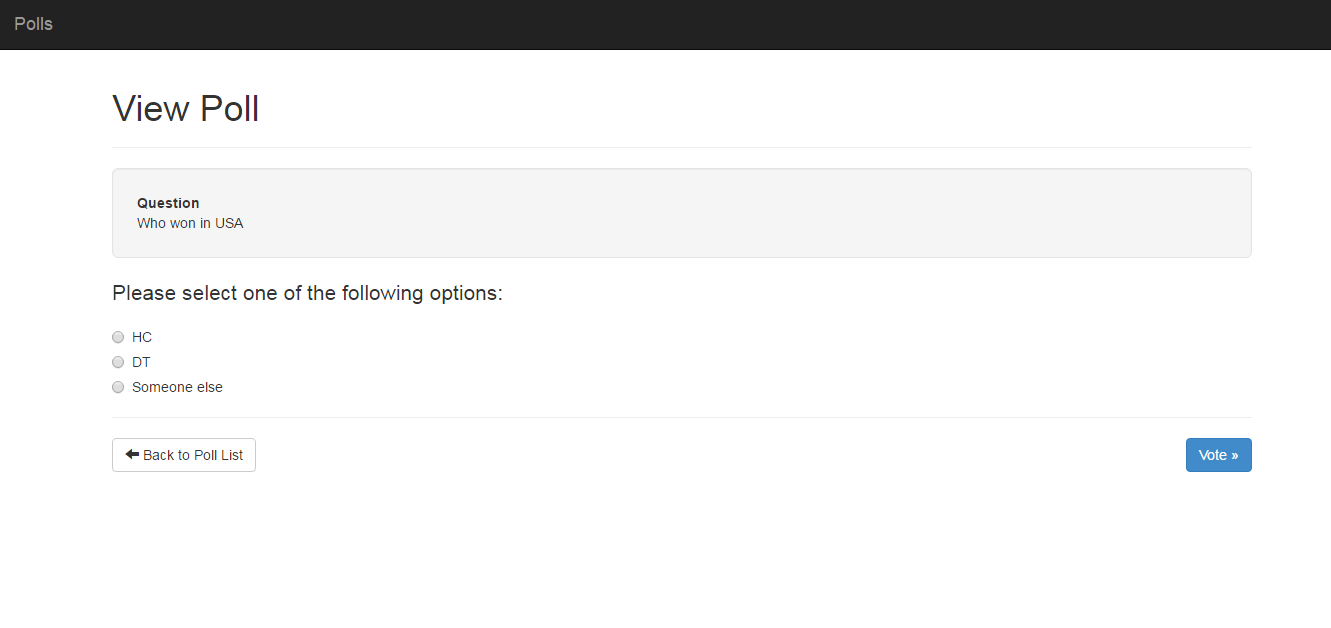 Polls
View Poll
Question
Who won in USA
Please select one of the following options:
HC
DT
Someone else
Back to Poll List
Vote »